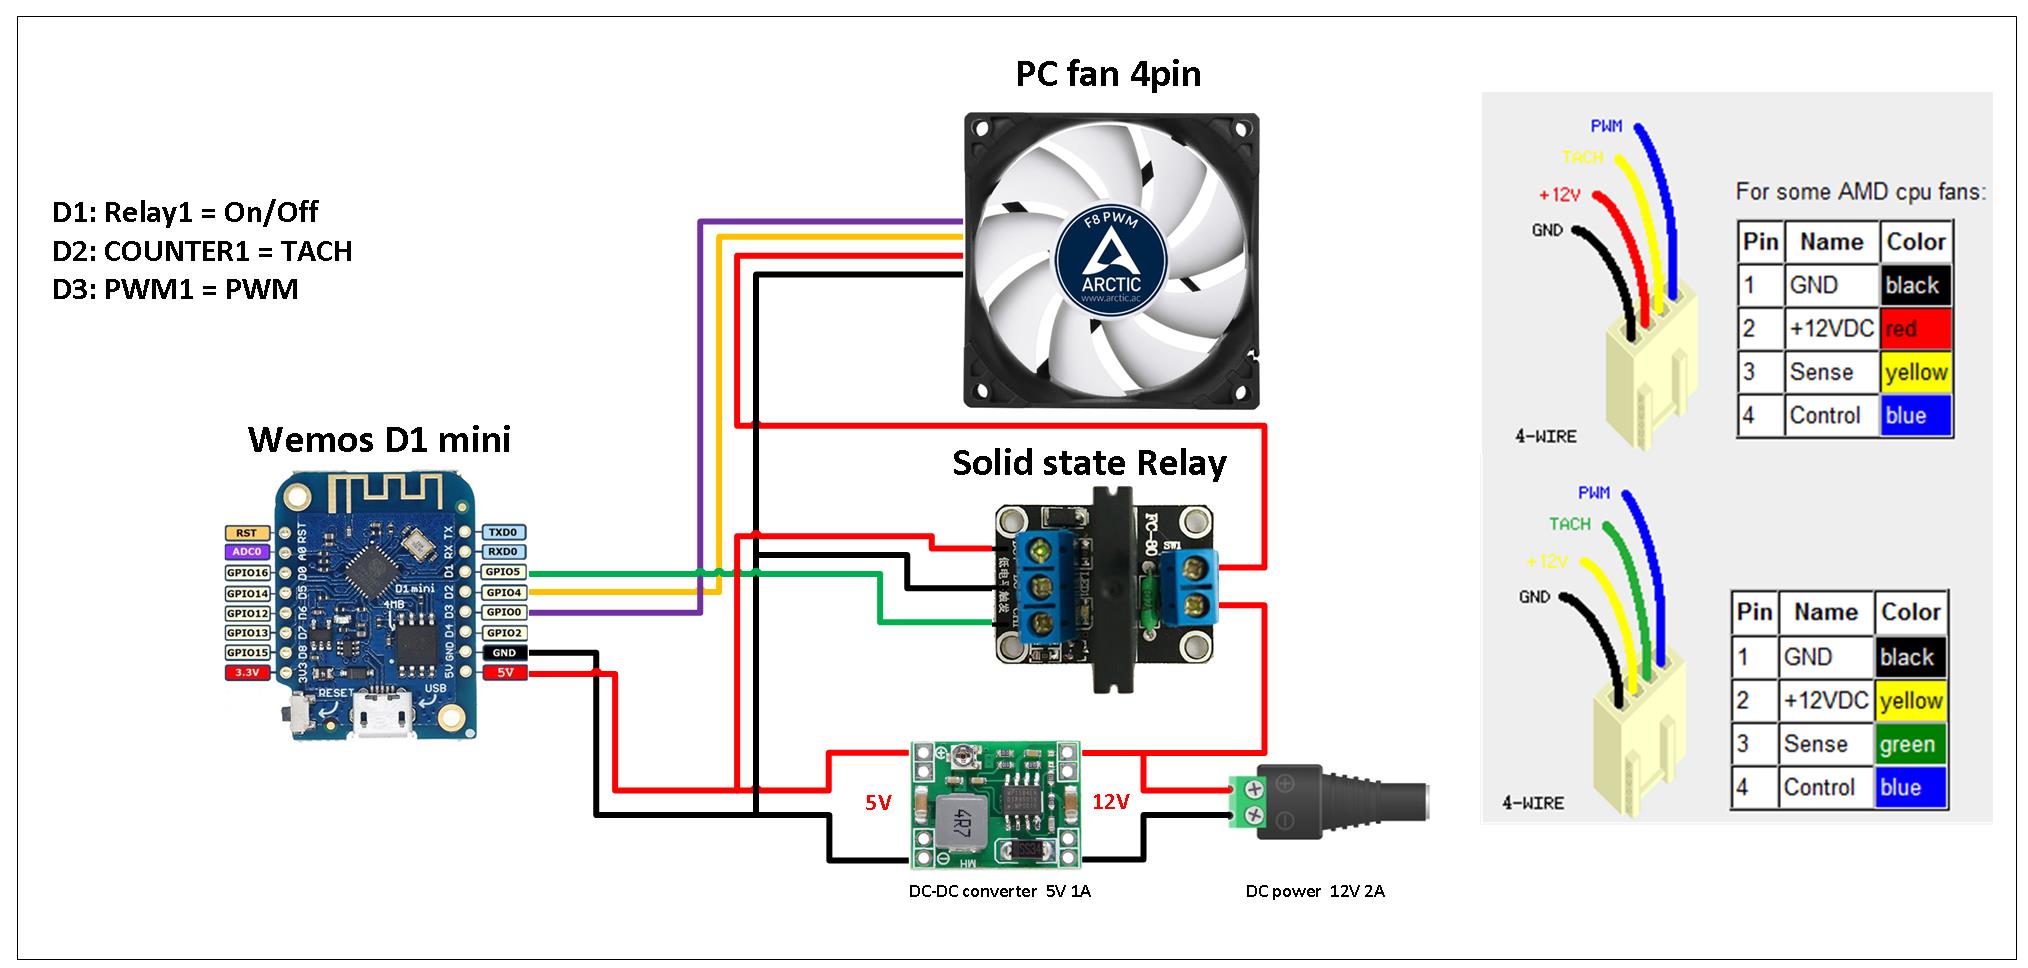 PC fan 4pin
D1: Relay1 = On/Off
D2: COUNTER1 = TACH
D3: PWM1 = PWM
F8 PWM
ARCTIC
www.arctic.ac
Wemos D1 mini
RST
ADC0
GPIO16
GPIO14
GPIO12
GPIO13
GPIO15
3.3V
RST
A0
D0
D5
D6
D7
D8
3V3
TX
RX
D1
D2
D3
D4
GND
5V
D1mini
4MB
RESET
USB
TXD0
RXD0
GPIO5
GPIO4
GPIO0
GPIO2
GND
5V
Solid state Relay
FC-80
SW1
5V
12V
4R7
MH
SS34
DC-DC converter 5V 1A
DC power 12V 2A
PWM
TACH
+12V
GND
4-WIRE
For some AMD cpu fans:
Pin Name Color
1 GND black
2 +12VDC red
3 Sense yellow
4 Control blue
PWM
TACH
+12V
GND
4-WIRE
Pin Name Color
1 GND black
2 +12VDC yellow
3 Sense green
4 Control blue